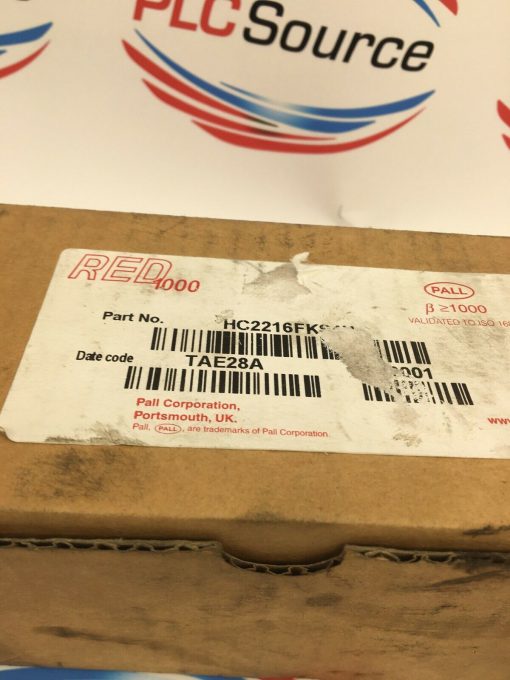 PLCSource
RED1000
PALL
β ≥1000
VALIDATED TO ISO
Part No.
Date code
TAE28A
Pall Corporation,
Portsmouth, UK.
Pall, PALL, are trademarks of Pall Corporation.